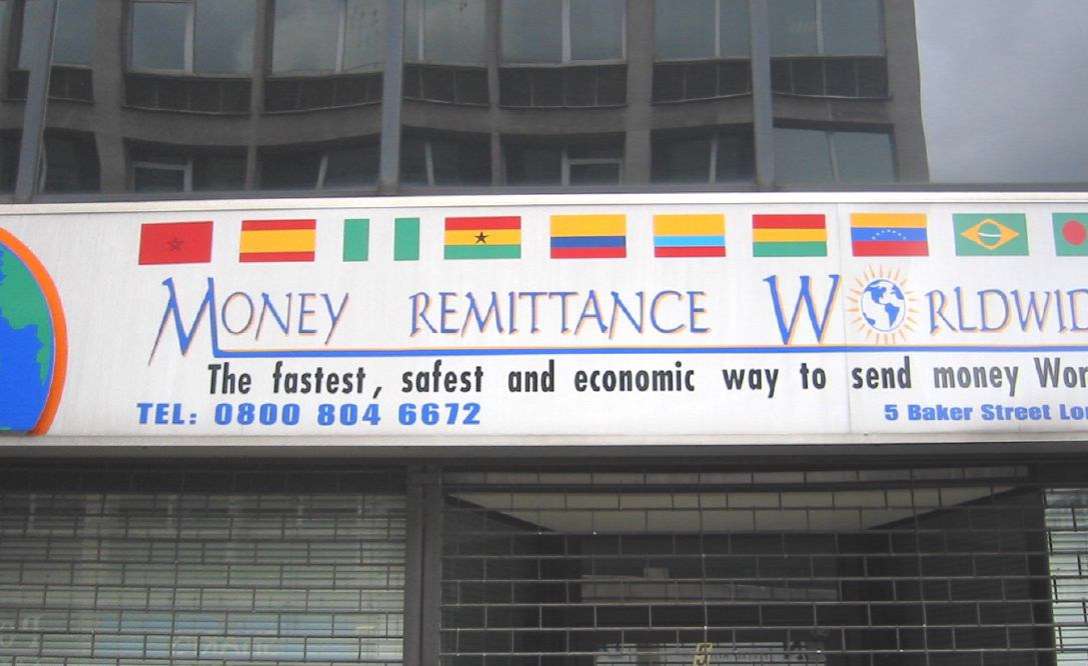 MONEY REMITTANCE WORLDWID
The fastest, safest and economic way to send money Wor
TEL: 0800 804 6672
5 Baker Street Lo